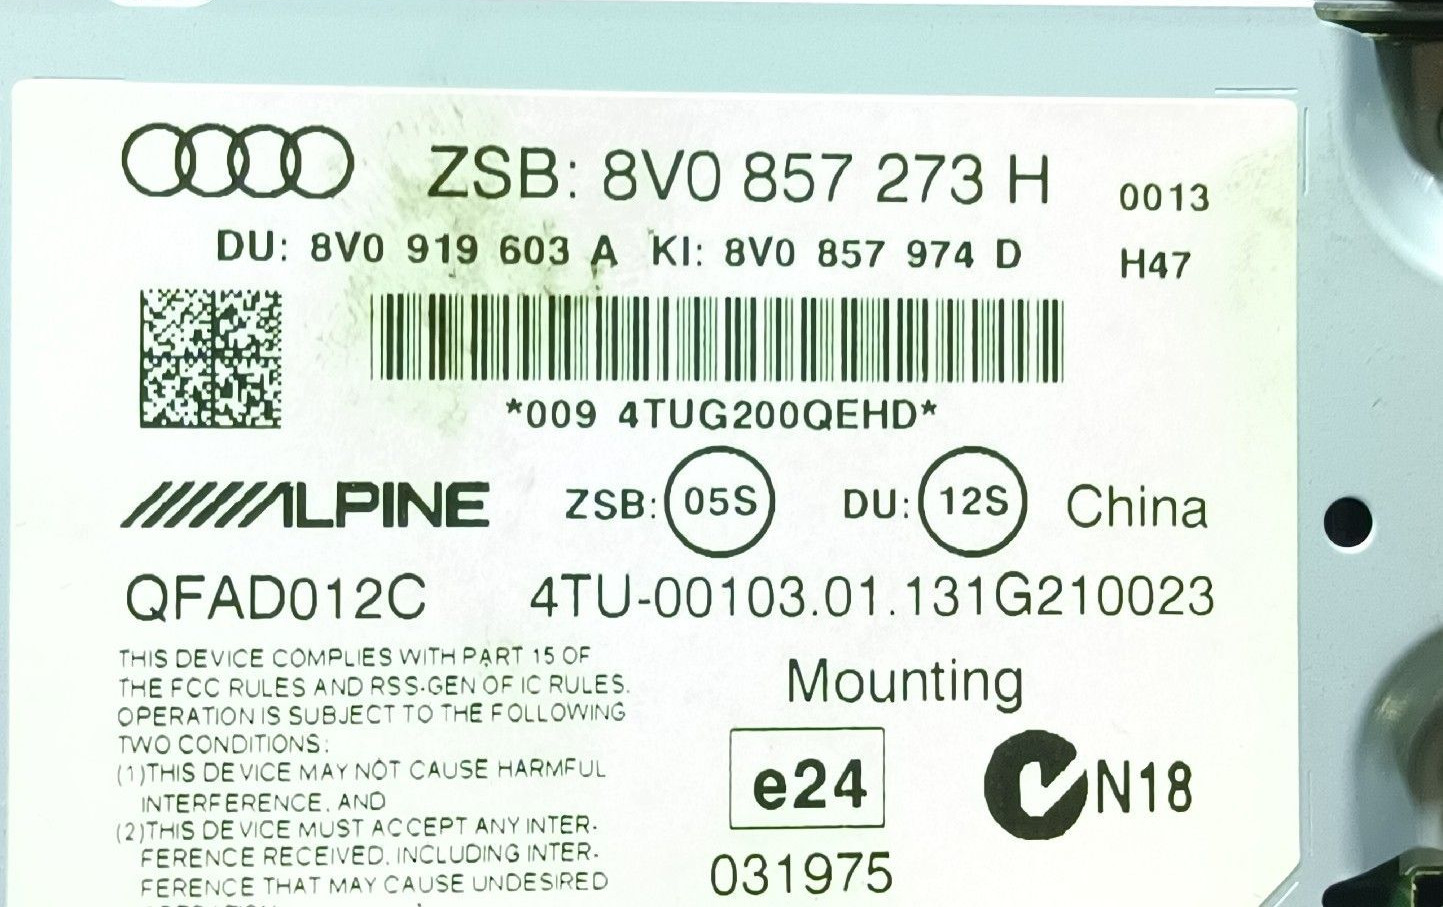 ZSB: 8V0 857 273 H 0013
DU: 8V0 919 603 A KI: 8V0 857 974 D H47
*009 4TUG200QEHD*
ALPINE ZSB: 05S DU: 12S China
QFAD012C 4TU-00103.01.131G210023
THIS DEVICE COMPLIES WITH PART 15 OF
THE FCC RULES AND RSS-GEN OF IC RULES.
OPERATION IS SUBJECT TO THE FOLLOWING
TWO CONDITIONS:
(1)THIS DEVICE MAY NOT CAUSE HARMFUL
INTERFERENCE, AND
(2)THIS DEVICE MUST ACCEPT ANY INTER-
FERENCE RECEIVED, INCLUDING INTER-
FERENCE THAT MAY CAUSE UNDESIRED
Mounting
e24 N18
031975